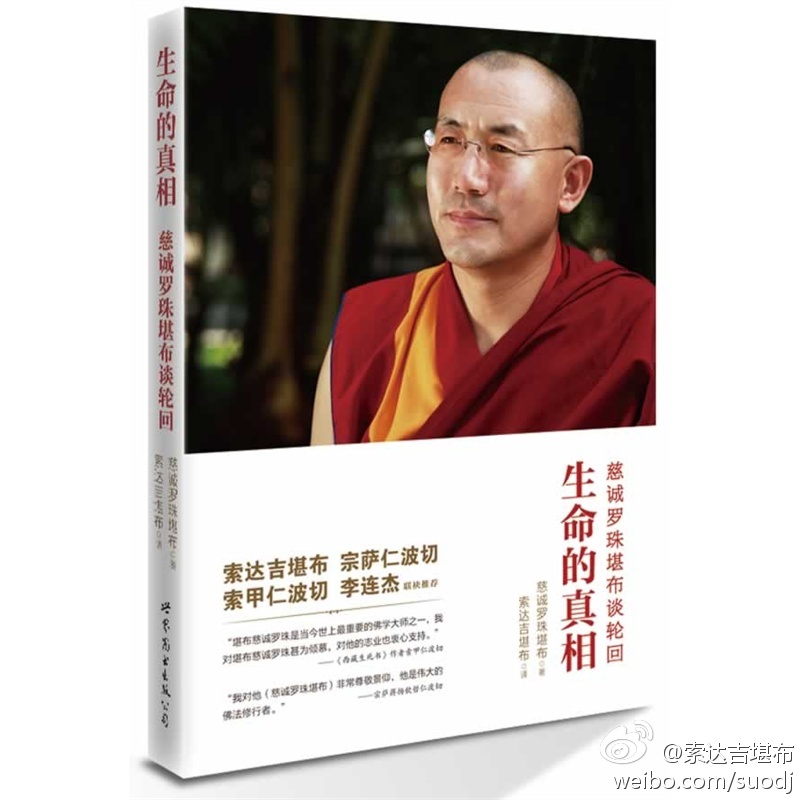 生命的真相
慈诚罗珠堪布谈轮回
慈诚罗珠堪布 著
索达吉堪布 译
世界图书出版公司
慈诚罗珠堪布谈轮回
生命的真相
慈诚罗珠堪布 著
索达吉堪布 译
索达吉堪布 宗萨仁波切
索甲仁波切 李连杰 联袂推荐
“堪布慈诚罗珠是当今世上最重要的佛学大师之一，我
对堪布慈诚罗珠甚为倾慕，对他的志业也衷心支持。”
——《西藏生死书》作者索甲仁波切
“我对他（慈诚罗珠堪布）非常尊敬景仰，他是伟大的
佛法修行者。”
——宗萨蒋扬钦哲仁波切
@索达吉堪布
weibo.com/suodj